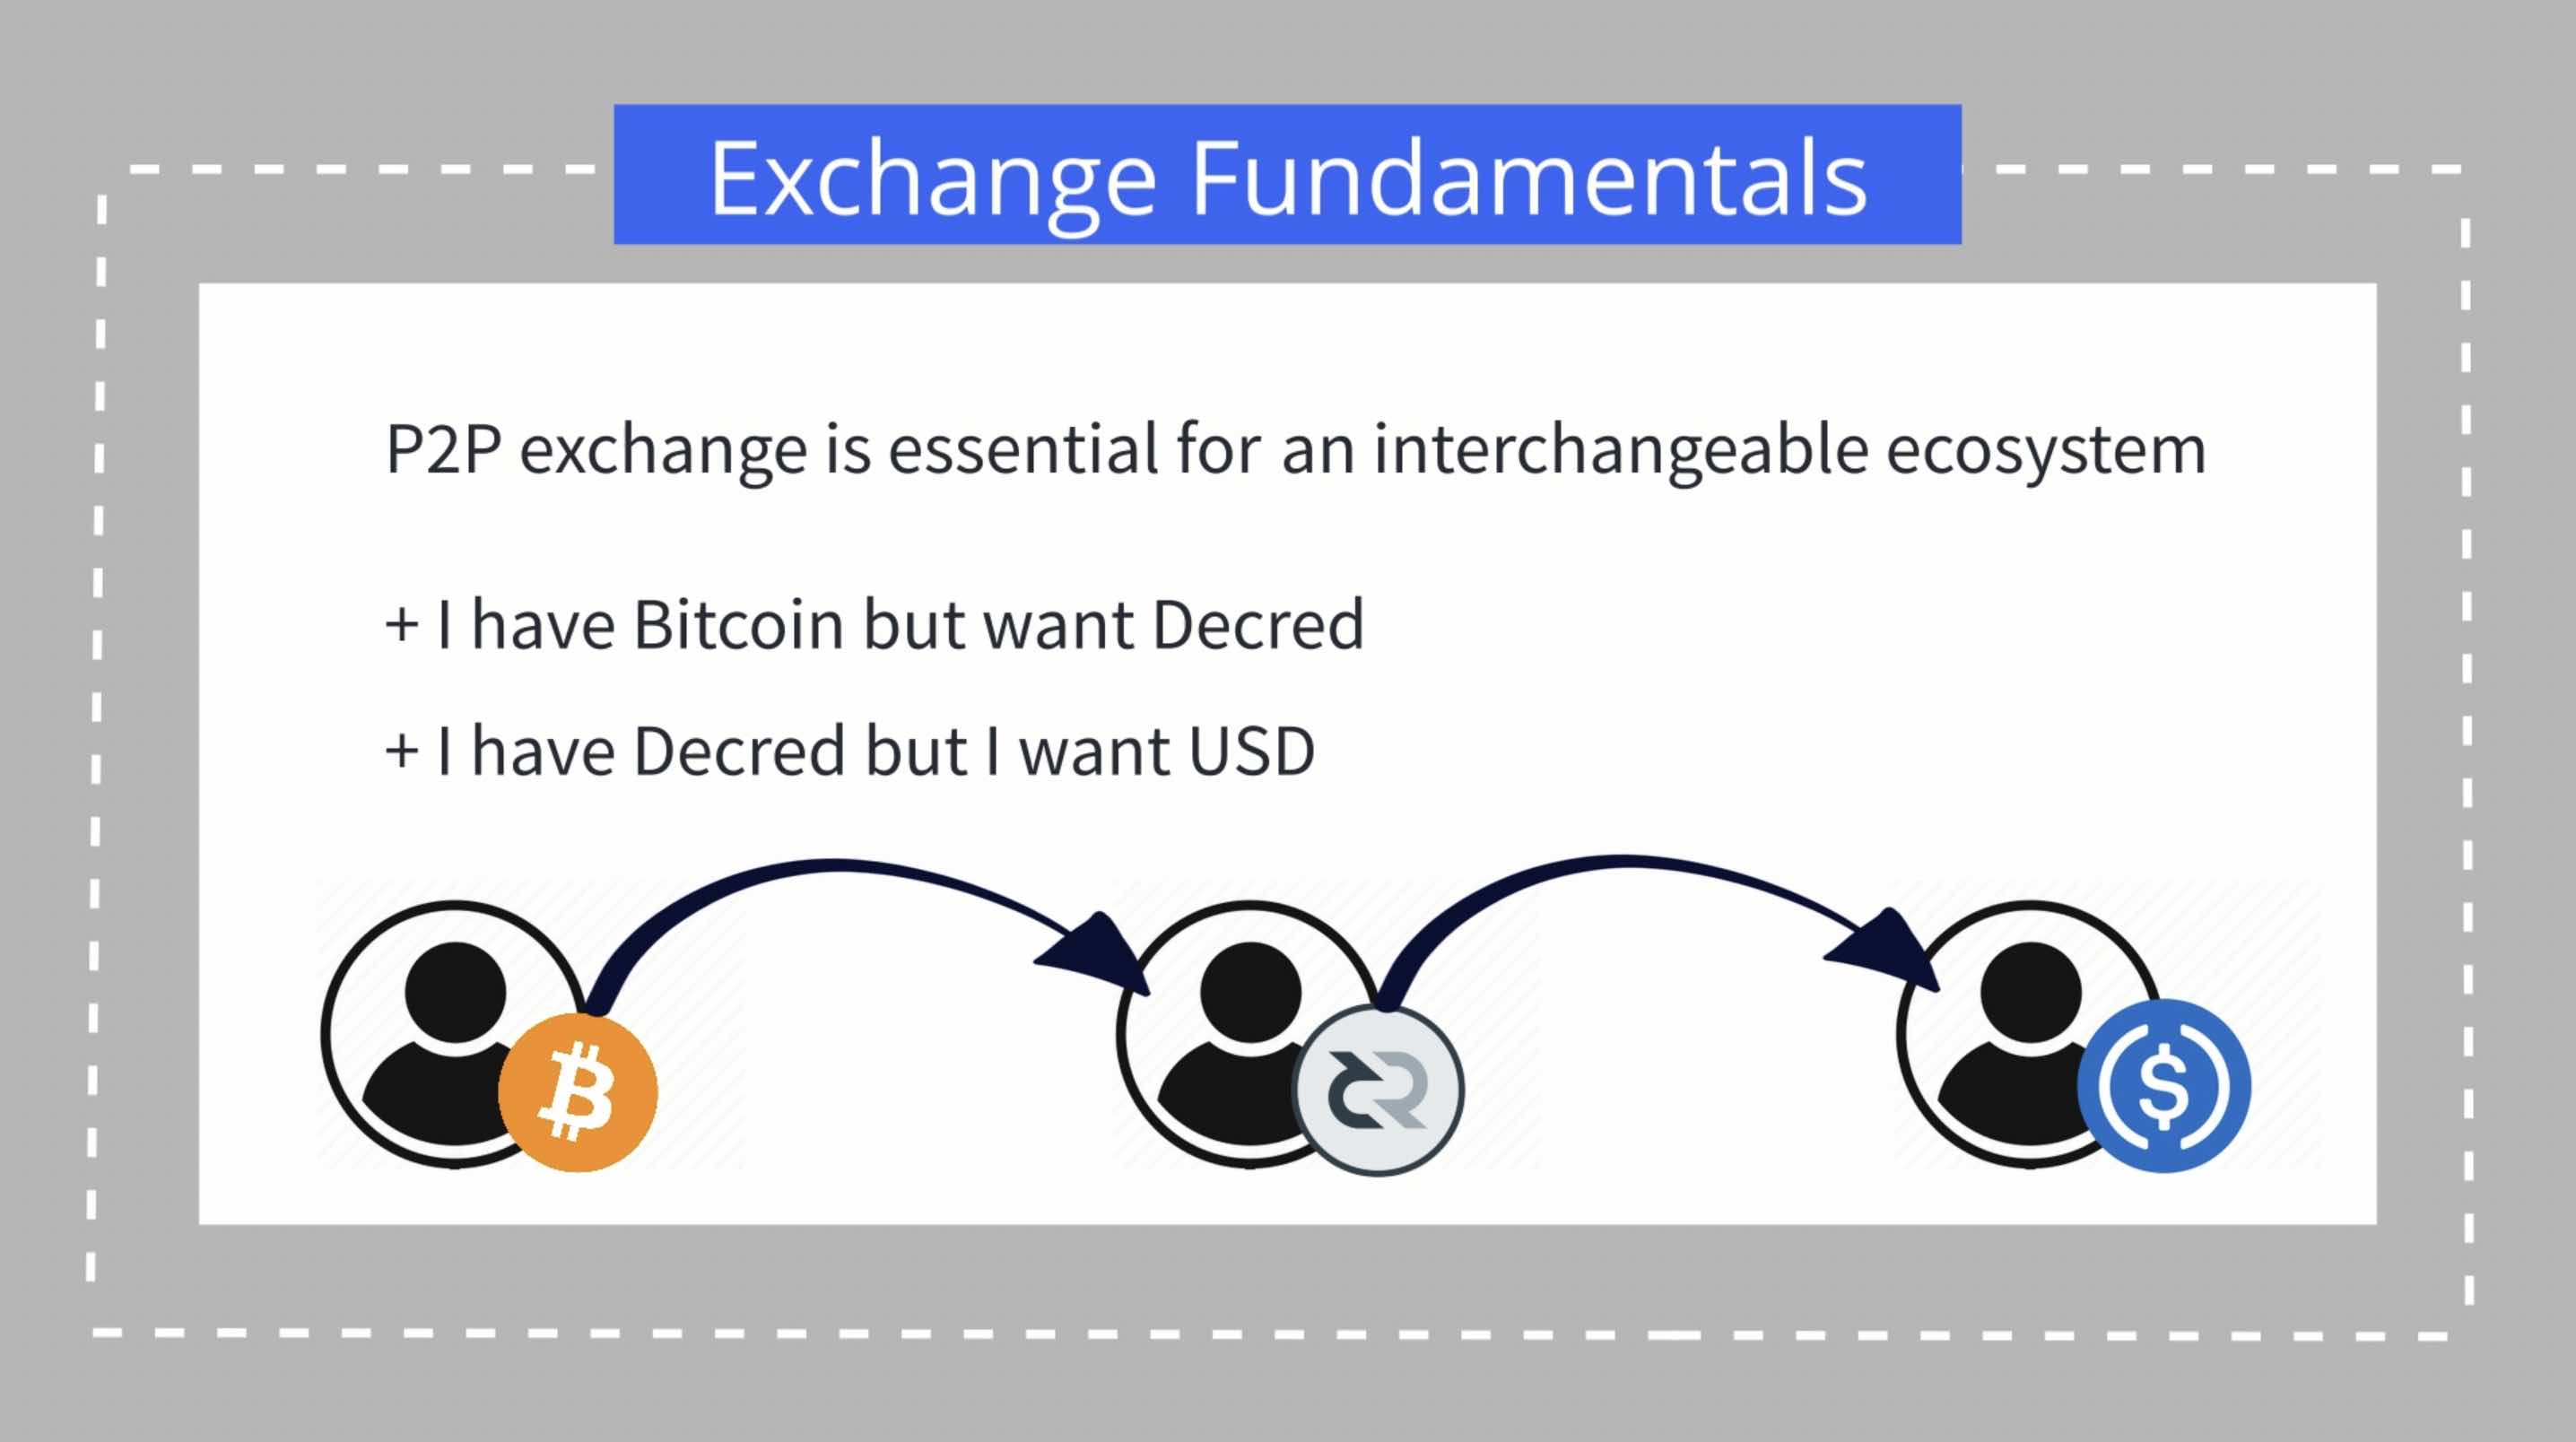 Exchange Fundamentals
P2P exchange is essential for an interchangeable ecosystem
+ I have Bitcoin but want Decred
+ I have Decred but I want USD